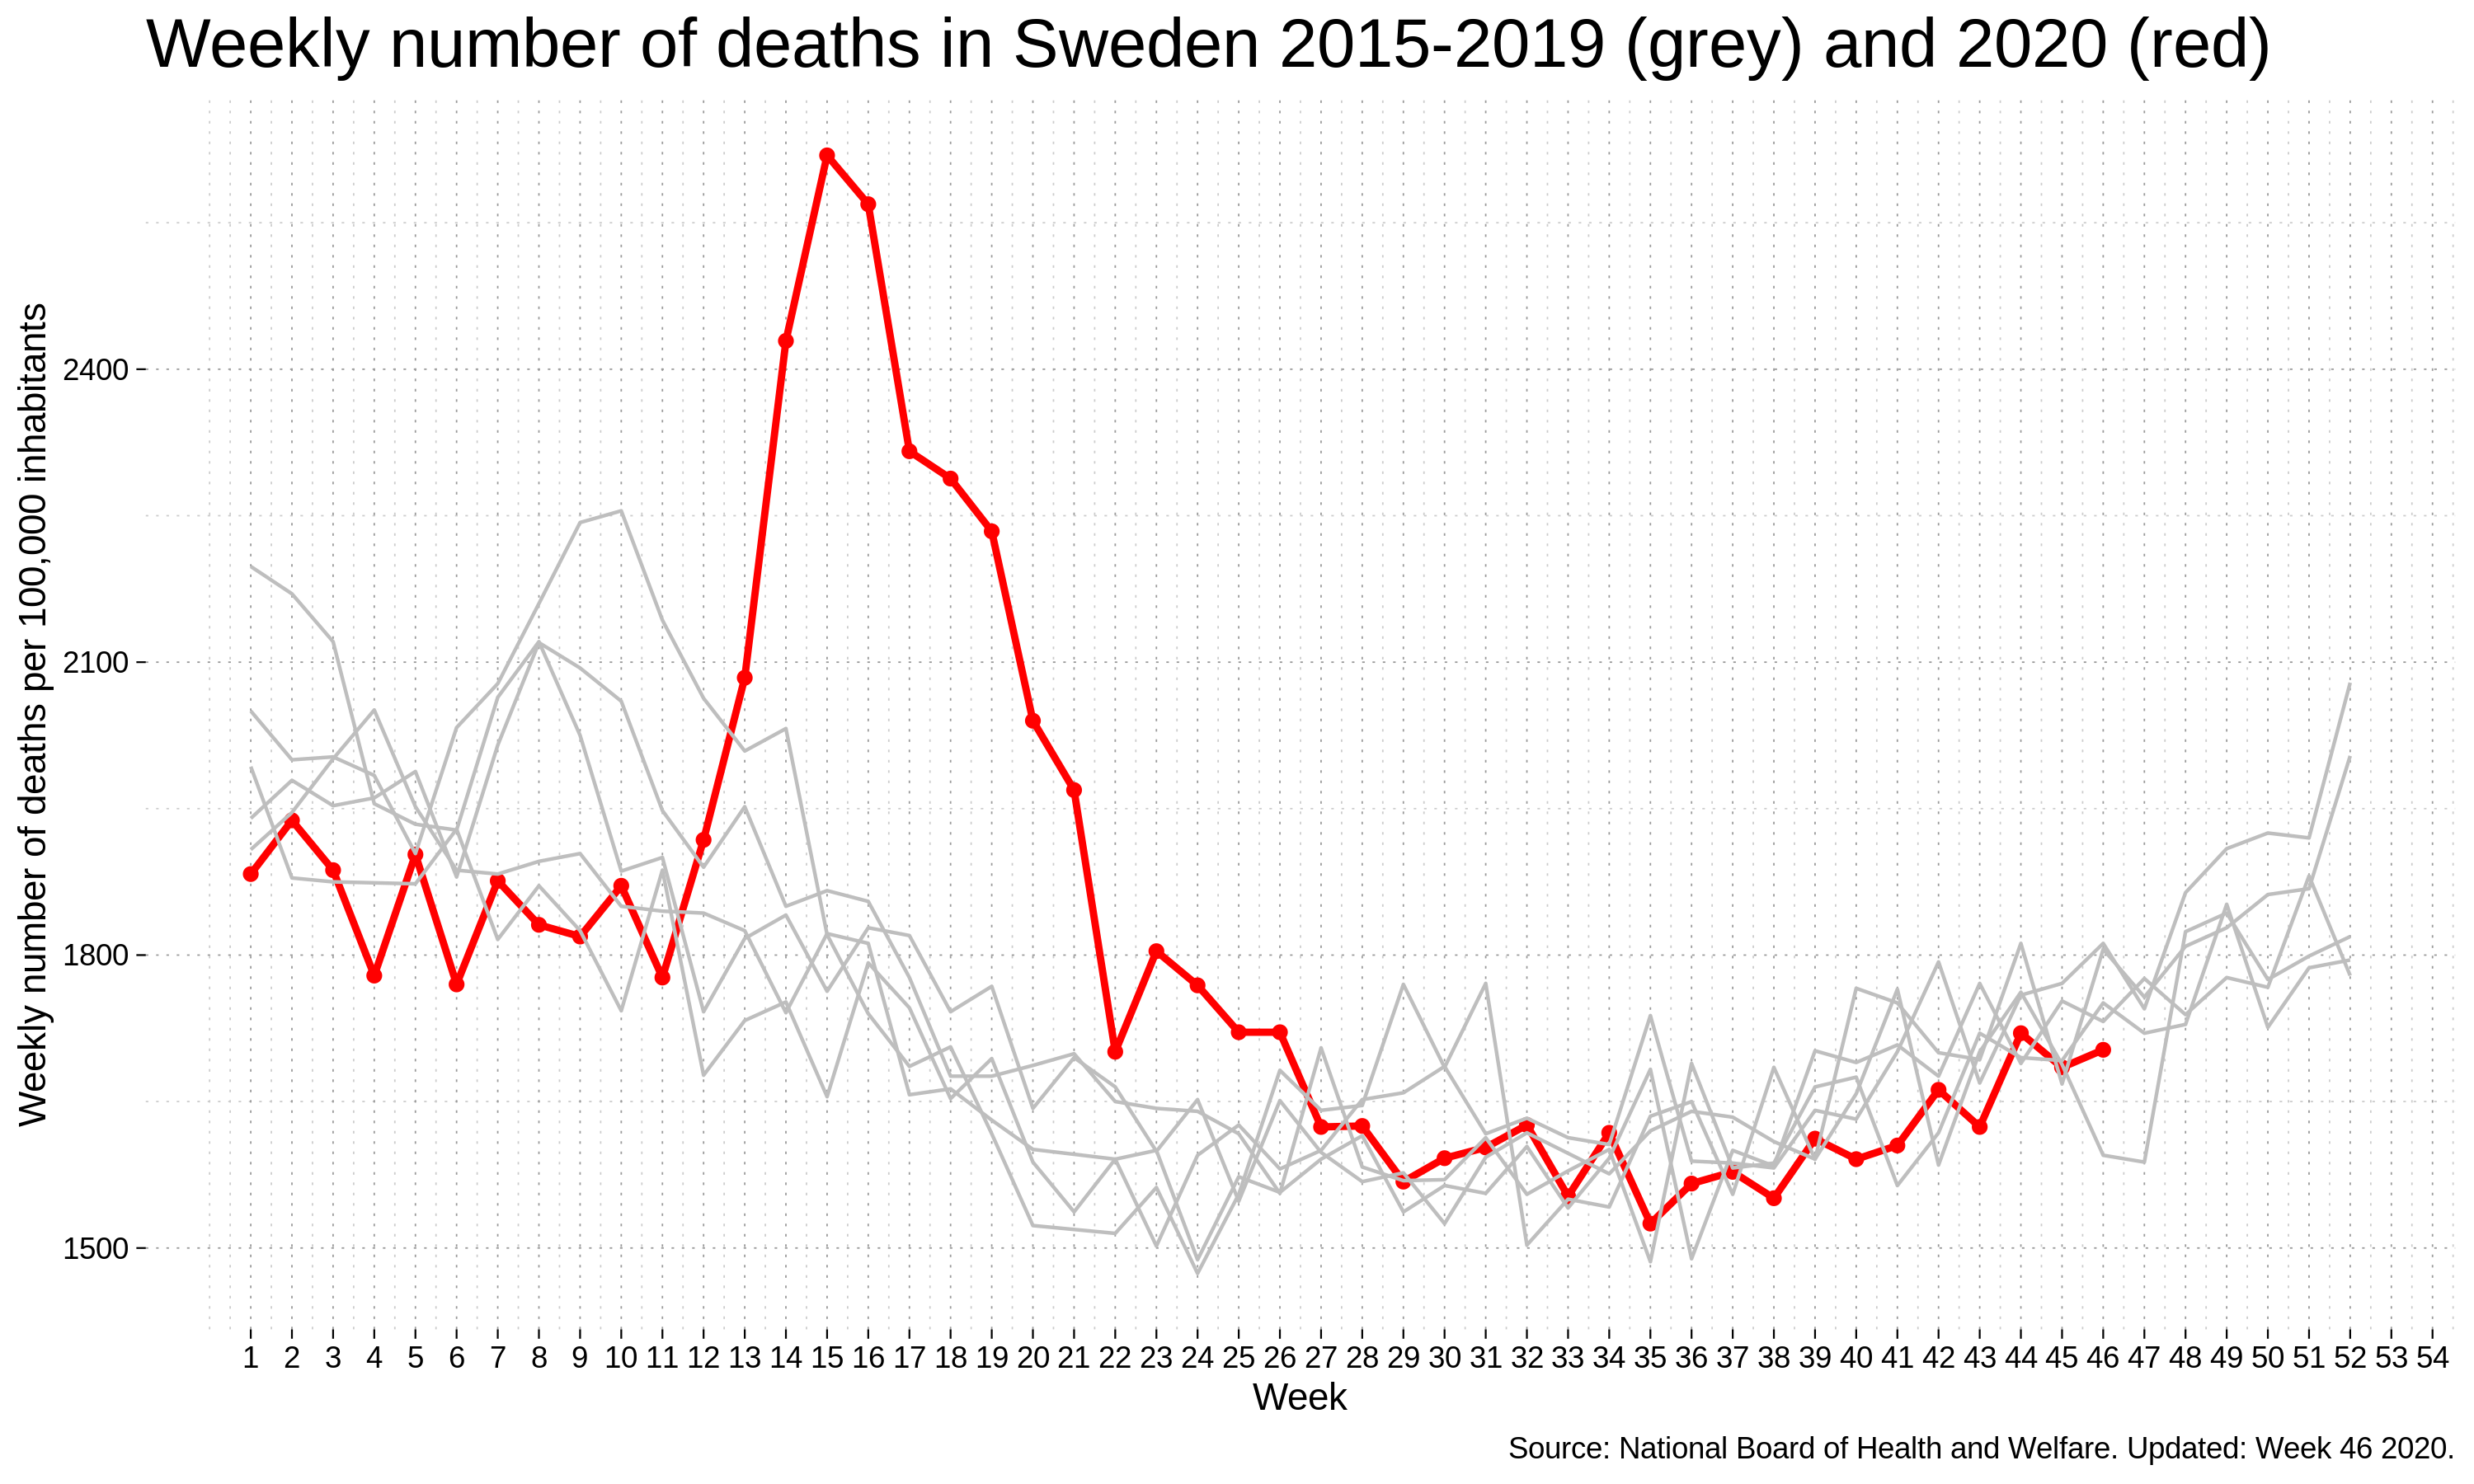 Weekly number of deaths in Sweden 2015-2019 (grey) and 2020 (red)
Weekly number of deaths per 100,000 inhabitants
2400
2100
1800
1500
1 2 3 4 5 6 7 8 9 10 11 12 13 14 15 16 17 18 19 20 21 22 23 24 25 26 27 28 29 30 31 32 33 34 35 36 37 38 39 40 41 42 43 44 45 46 47 48 49 50 51 52 53 54
Week
Source: National Board of Health and Welfare. Updated: Week 46 2020.